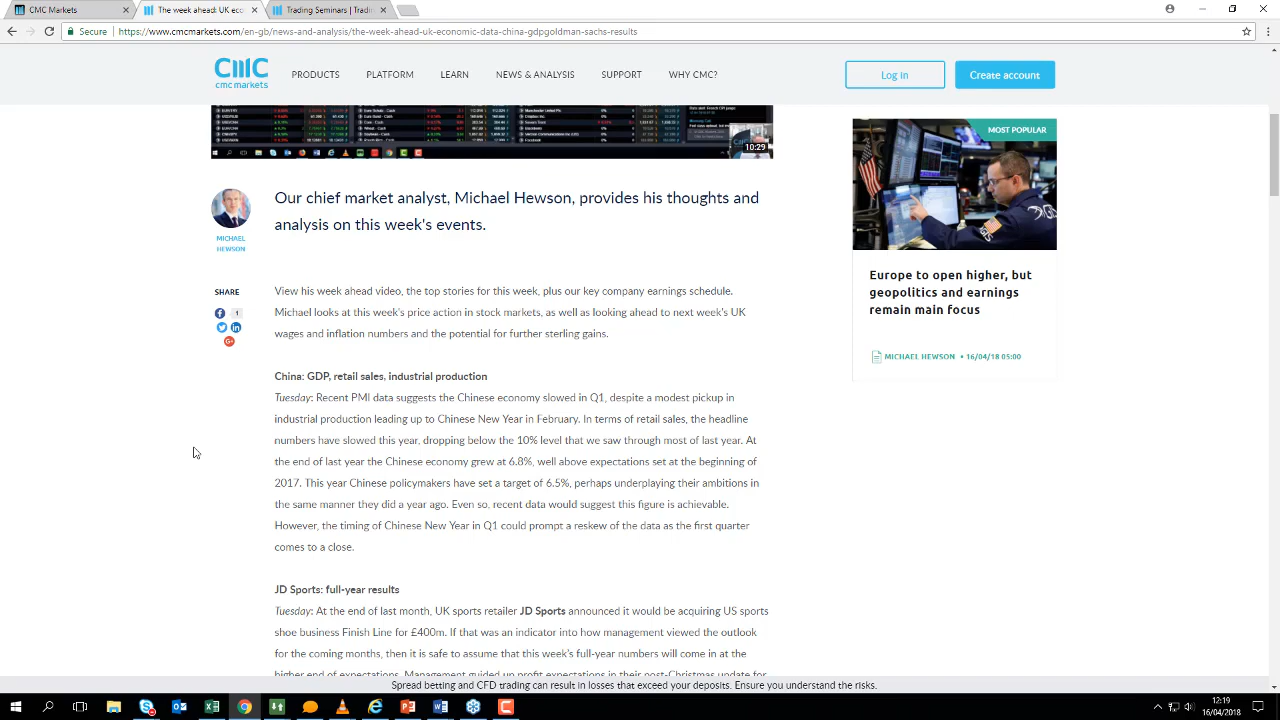 CMC Markets
The week ahead UK eco
Trading Seminars | Tradin
Secure
https://www.cmcmarkets.com/en-gb/news-and-analysis/the-week-ahead-uk-economic-data-china-gdpgoldman-sachs-results
cmc markets
PRODUCTS
PLATFORM
LEARN
NEWS & ANALYSIS
SUPPORT
WHY CMC?
Log in
Create account
10:29
MOST POPULAR
Our chief market analyst, Michael Hewson, provides his thoughts and
analysis on this week's events.
MICHAEL
HEWSON
SHARE
1
View his week ahead video, the top stories for this week, plus our key company earnings schedule.
Michael looks at this week's price action in stock markets, as well as looking ahead to next week's UK
wages and inflation numbers and the potential for further sterling gains.
China: GDP, retail sales, industrial production
Tuesday: Recent PMI data suggests the Chinese economy slowed in Q1, despite a modest pickup in
industrial production leading up to Chinese New Year in February. In terms of retail sales, the headline
numbers have slowed this year, dropping below the 10% level that we saw through most of last year. At
the end of last year the Chinese economy grew at 6.8%, well above expectations set at the beginning of
2017. This year Chinese policymakers have set a target of 6.5%, perhaps underplaying their ambitions in
the same manner they did a year ago. Even so, recent data would suggest this figure is achievable.
However, the timing of Chinese New Year in Q1 could prompt a reskew of the data as the first quarter
comes to a close.
JD Sports: full-year results
Tuesday: At the end of last month, UK sports retailer JD Sports announced it would be acquiring US sports
shoe business Finish Line for £400m. If that was an indicator into how management viewed the outlook
for the coming months, then it is safe to assume that this week's full-year numbers will come in at the
higher end of expectations. Management guided profit expectations in their post-Christmas update for
Europe to open higher, but
geopolitics and earnings
remain main focus
MICHAEL HEWSON • 16/04/18 05:00
Spread betting and CFD trading can result in losses that exceed your deposits. Ensure you understand the risks.
12:19
16/04/2018